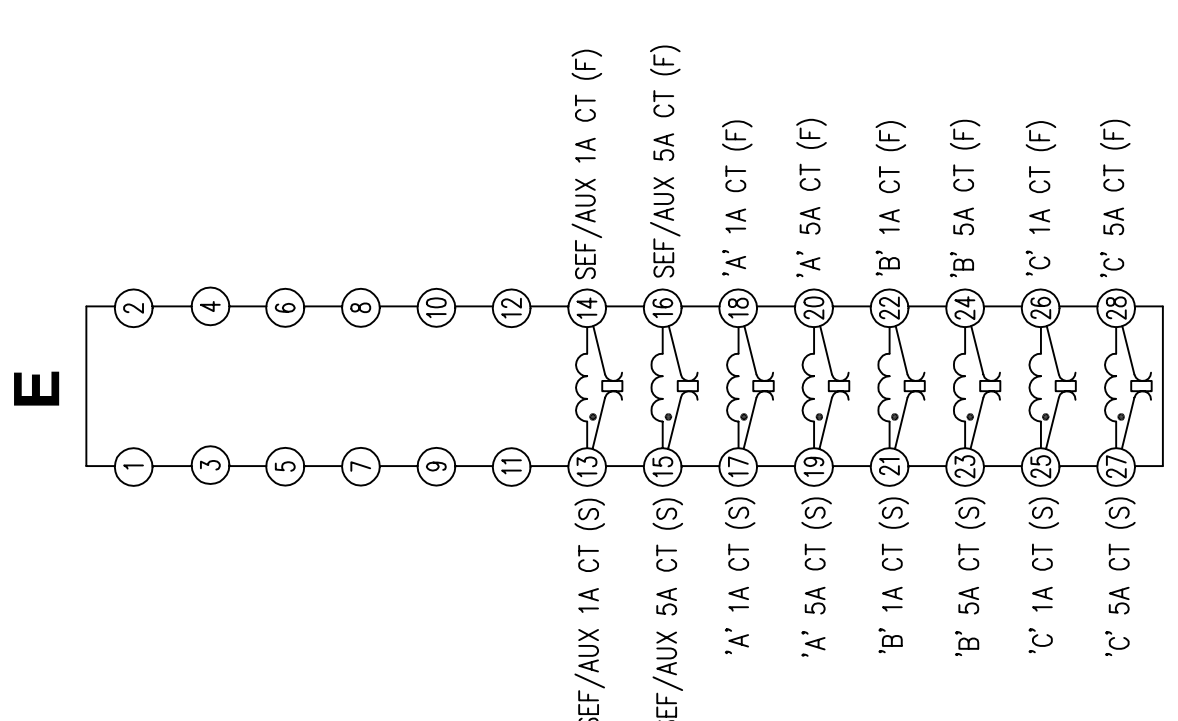 E
2
4
6
8
10
12
14 SEF/AUX 1A CT (F)
16 SEF/AUX 5A CT (F)
18 'A' 1A CT (F)
20 'A' 5A CT (F)
22 'B' 1A CT (F)
24 'B' 5A CT (F)
26 'C' 1A CT (F)
28 'C' 5A CT (F)
1
3
5
7
9
11
SEF/AUX 1A CT (S) 13
SEF/AUX 5A CT (S) 15
'A' 1A CT (S) 17
'A' 5A CT (S) 19
'B' 1A CT (S) 21
'B' 5A CT (S) 23
'C' 1A CT (S) 25
'C' 5A CT (S) 27